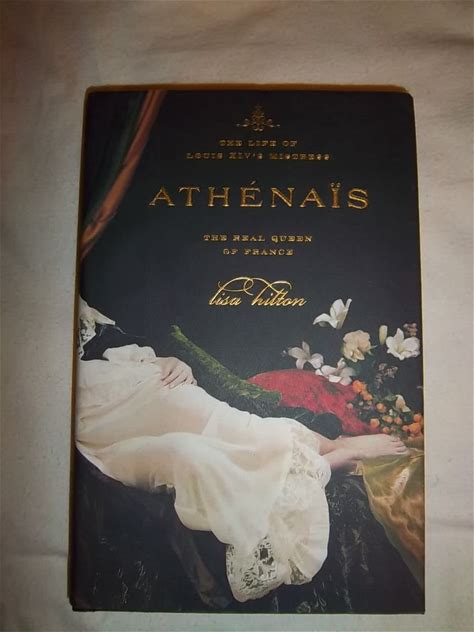 THE LIFE OF
LOUIS XIV'S MISTRESS
ATHÉNAÏS
THE REAL QUEEN
OF FRANCE
lisa hilton